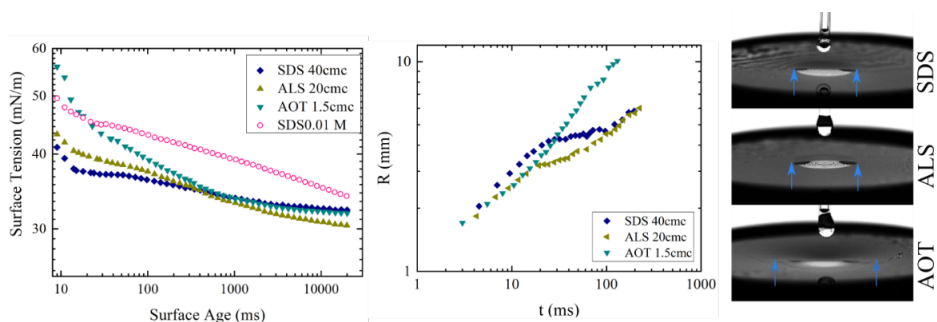 60
50
40
30
10
100
1000
10000
Surface Tension (mN/m)
Surface Age (ms)
SDS 40cmc
ALS 20cmc
AOT 1.5cmc
SDS0.01 M
10
1
1
10
100
1000
R (mm)
t (ms)
SDS 40cmc
ALS 20cmc
AOT 1.5cmc
SDS
ALS
AOT